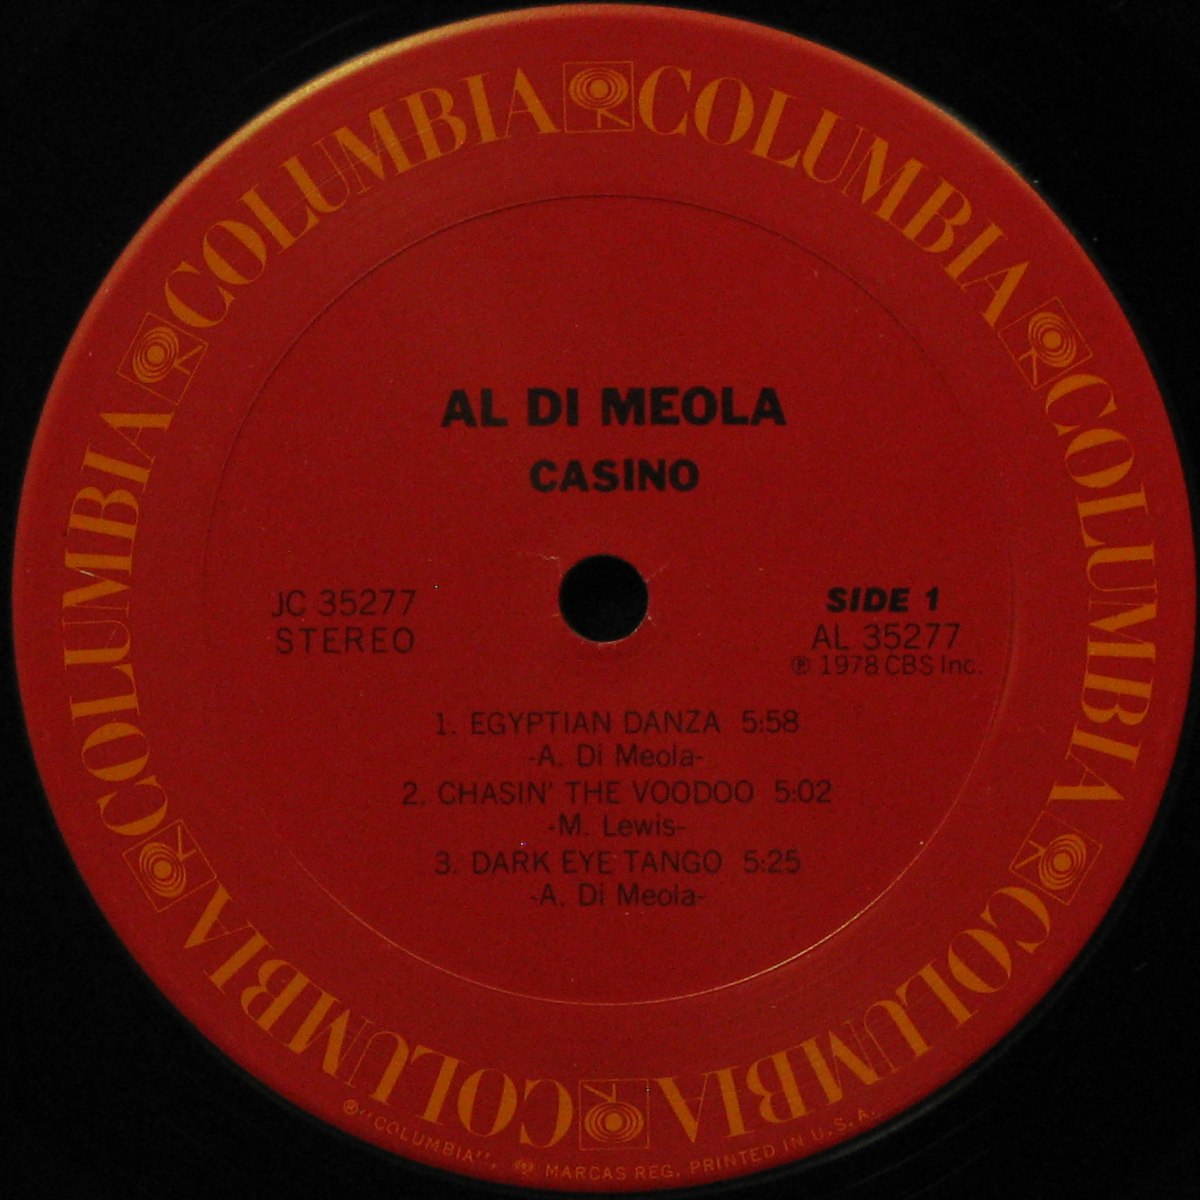 COLUMBIA COLUMBIA COLUMBIA COLUMBIA COLUMBIA COLUMBIA
AL DI MEOLA
CASINO
JC 35277
STEREO
SIDE 1
AL 35277
℗ 1978 CBS Inc.
1. EGYPTIAN DANZA 5:58
-A. Di Meola-
2. CHASIN' THE VOODOO 5:02
-M. Lewis-
3. DARK EYE TANGO 5:25
-A. Di Meola-
®"COLUMBIA", MARCAS REG. PRINTED IN U.S.A.